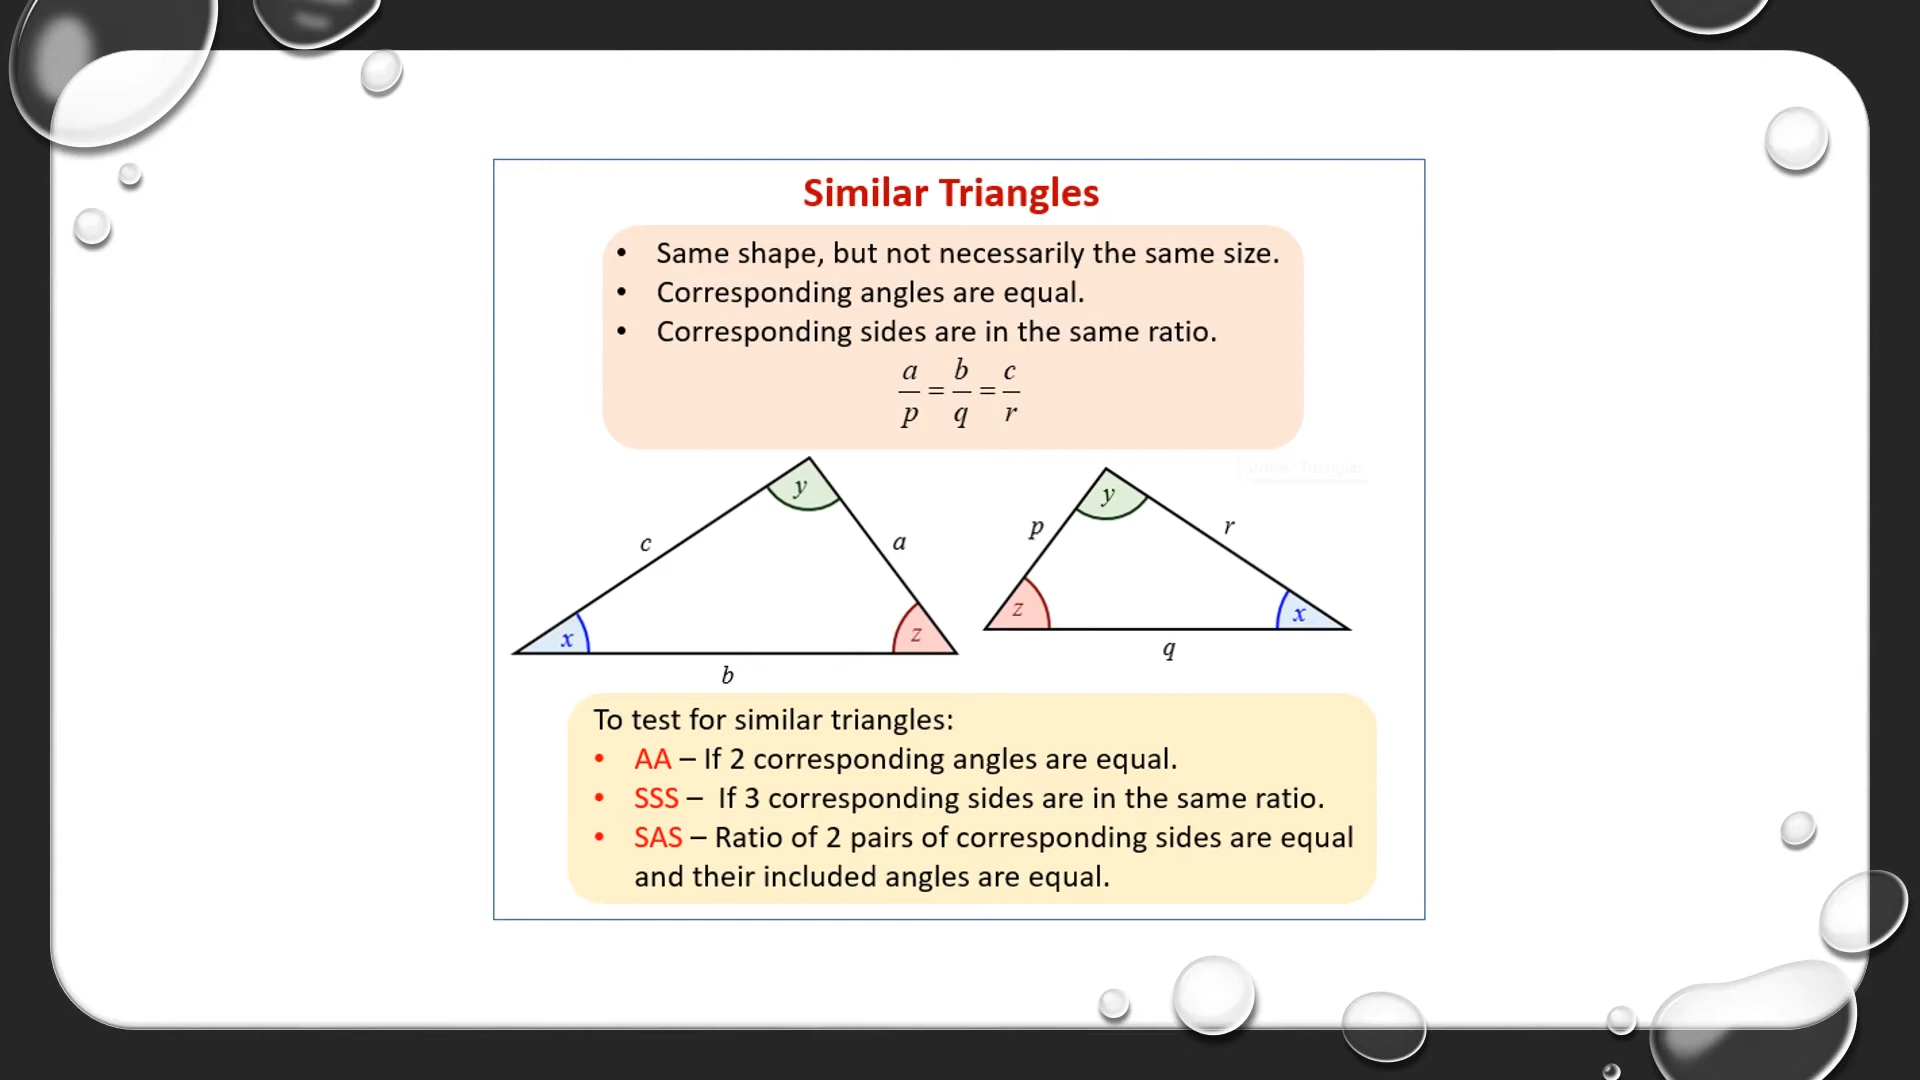 Similar Triangles
• Same shape, but not necessarily the same size.
• Corresponding angles are equal.
• Corresponding sides are in the same ratio.
a/p = b/q = c/r
y
y
c
a
p
r
x
z
z
x
b
q
To test for similar triangles:
• AA – If 2 corresponding angles are equal.
• SSS – If 3 corresponding sides are in the same ratio.
• SAS – Ratio of 2 pairs of corresponding sides are equal
and their included angles are equal.